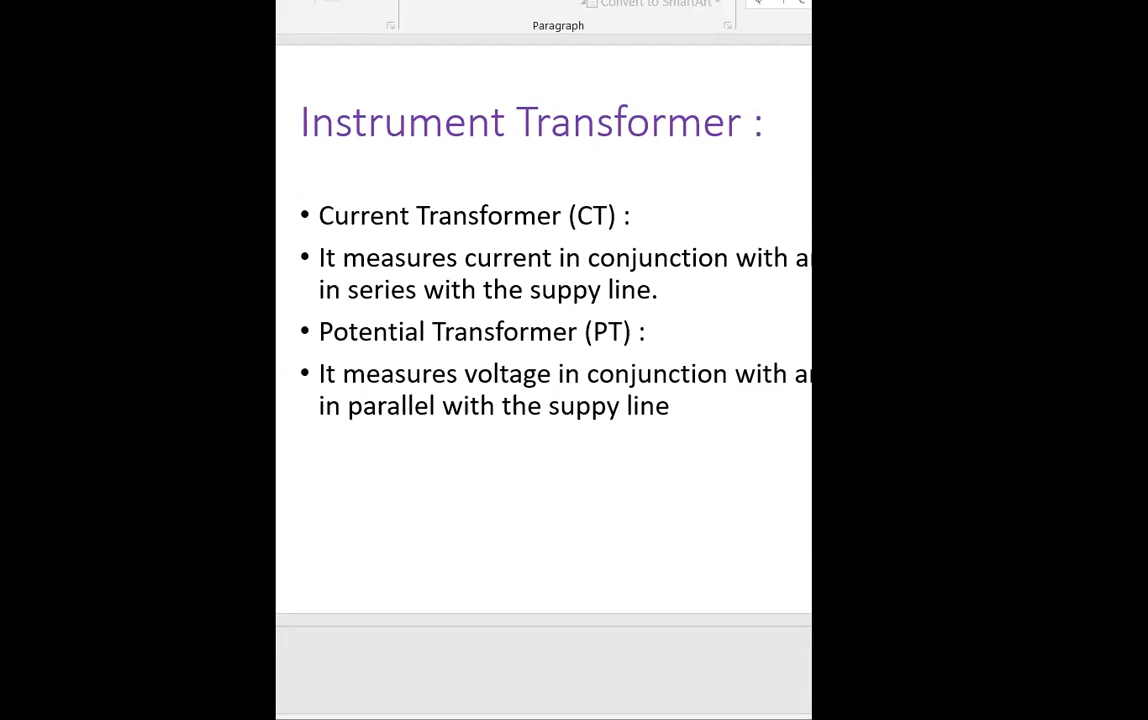 Convert to SmartArt
Paragraph
Instrument Transformer :
• Current Transformer (CT) :
• It measures current in conjunction with
in series with the suppy line.
• Potential Transformer (PT) :
• It measures voltage in conjunction with
in parallel with the suppy line